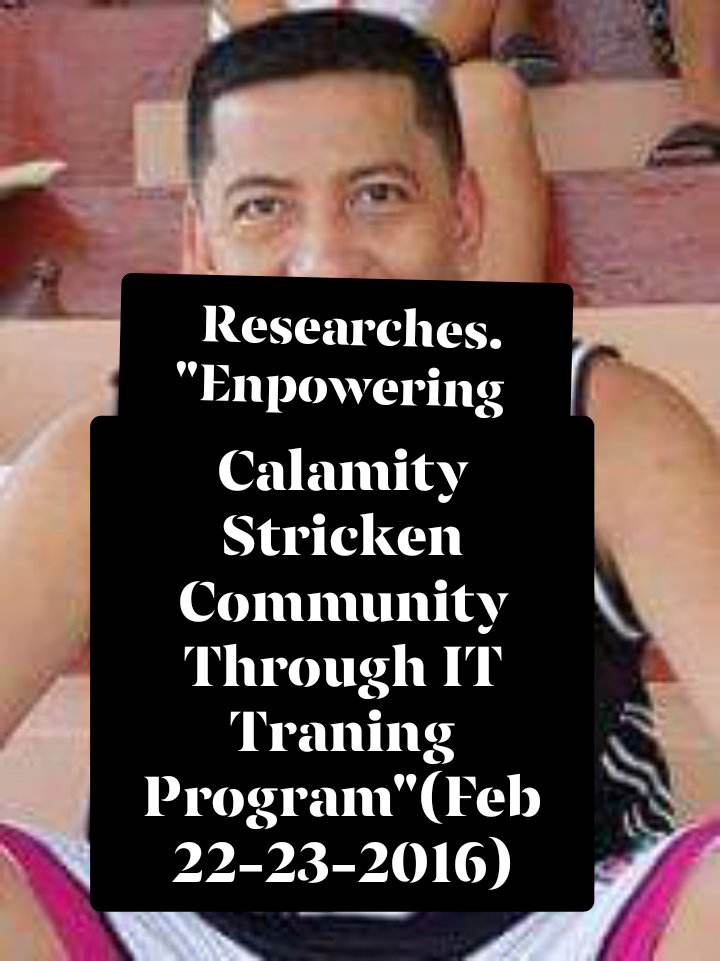 Researches.
"Enpowering
Calamity
Stricken
Community
Through IT
Traning
Program"(Feb
22-23-2016)